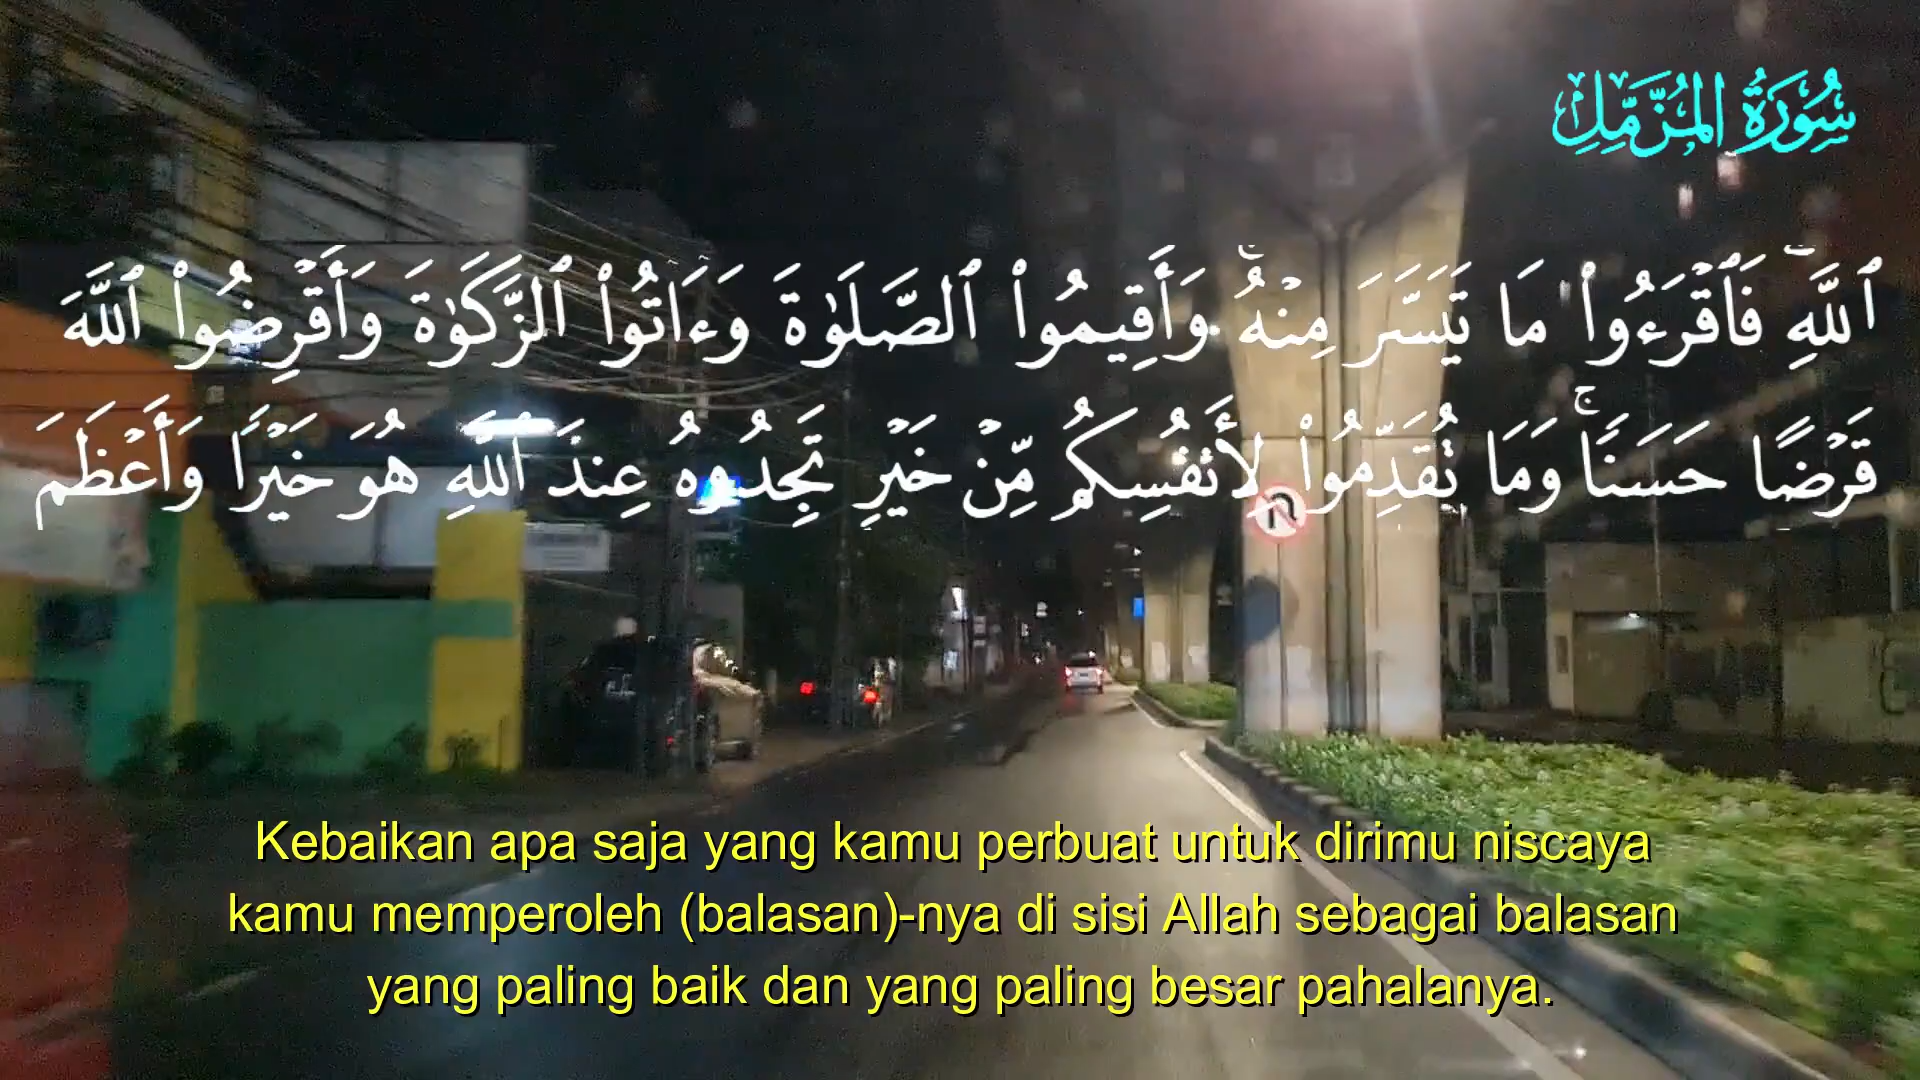 سُورَةُ المُزَّمِّلِ
ٱللَّهِۖ فَٱقۡرَءُواْ مَا تَيَسَّرَ مِنۡهُۚ وَأَقِيمُواْ ٱلصَّلَوٰةَ وَءَاتُواْ ٱلزَّكَوٰةَ وَأَقۡرِضُواْ ٱللَّهَ
قَرۡضًا حَسَنٗاۚ وَمَا تُقَدِّمُواْ لِأَنفُسِكُم مِّنۡ خَيۡرٖ تَجِدُوهُ عِندَ ٱللَّهِ هُوَ خَيۡرٗا وَأَعۡظَمَ
Kebaikan apa saja yang kamu perbuat untuk dirimu niscaya
kamu memperoleh (balasan)-nya di sisi Allah sebagai balasan
yang paling baik dan yang paling besar pahalanya.